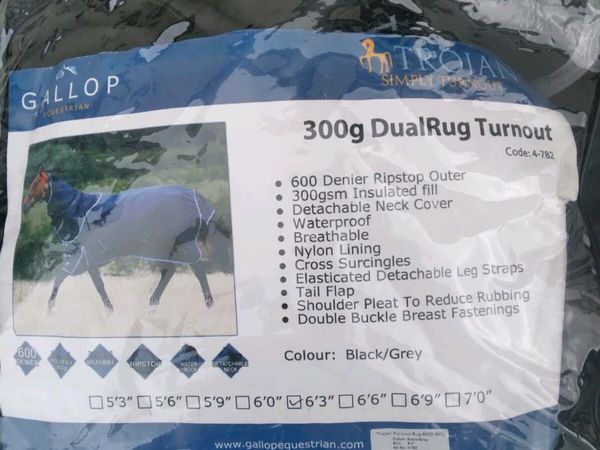 GALLOP
EQUESTRIAN
TROJAN
SIMPLY TURNOUT
300g DualRug Turnout
Code: 4-782
• 600 Denier Ripstop Outer
• 300gsm Insulated fill
• Detachable Neck Cover
• Waterproof
• Breathable
• Nylon Lining
• Cross Surcingles
• Elasticated Detachable Leg Straps
• Tail Flap
• Shoulder Pleat To Reduce Rubbing
• Double Buckle Breast Fastenings
600 DENIER
BREATHABLE
RIPSTOP
WATER PROOF
DETACHABLE NECK
Colour: Black/Grey
☐ 5'3" ☐ 5'6" ☐ 5'9" ☐ 6'0" ☑ 6'3" ☐ 6'6" ☐ 6'9" ☐ 7'0"
www.gallopequestrian.com